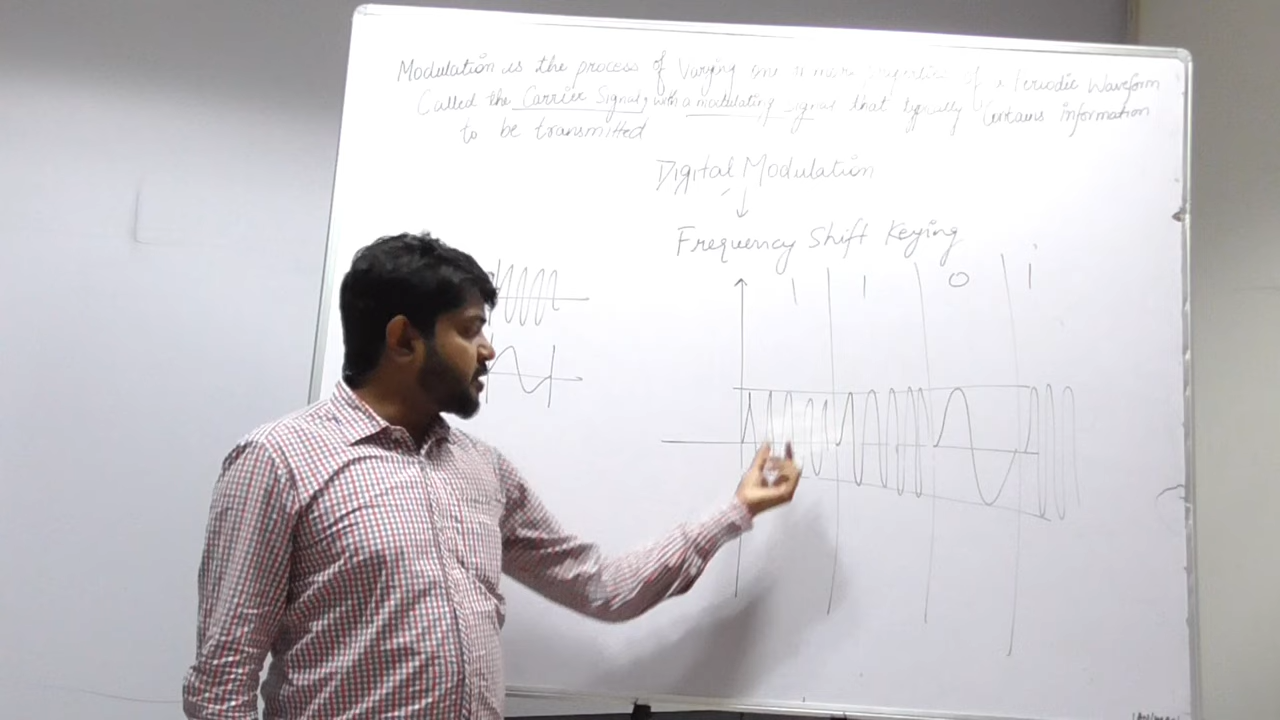 Modulation is the process of Varying one or more properties of a Periodic Waveform
Called the Carrier Signal, with a modulating signal that typically Contains information
to be transmitted
Digital Modulation
Frequency Shift Keying
1 1 0 1